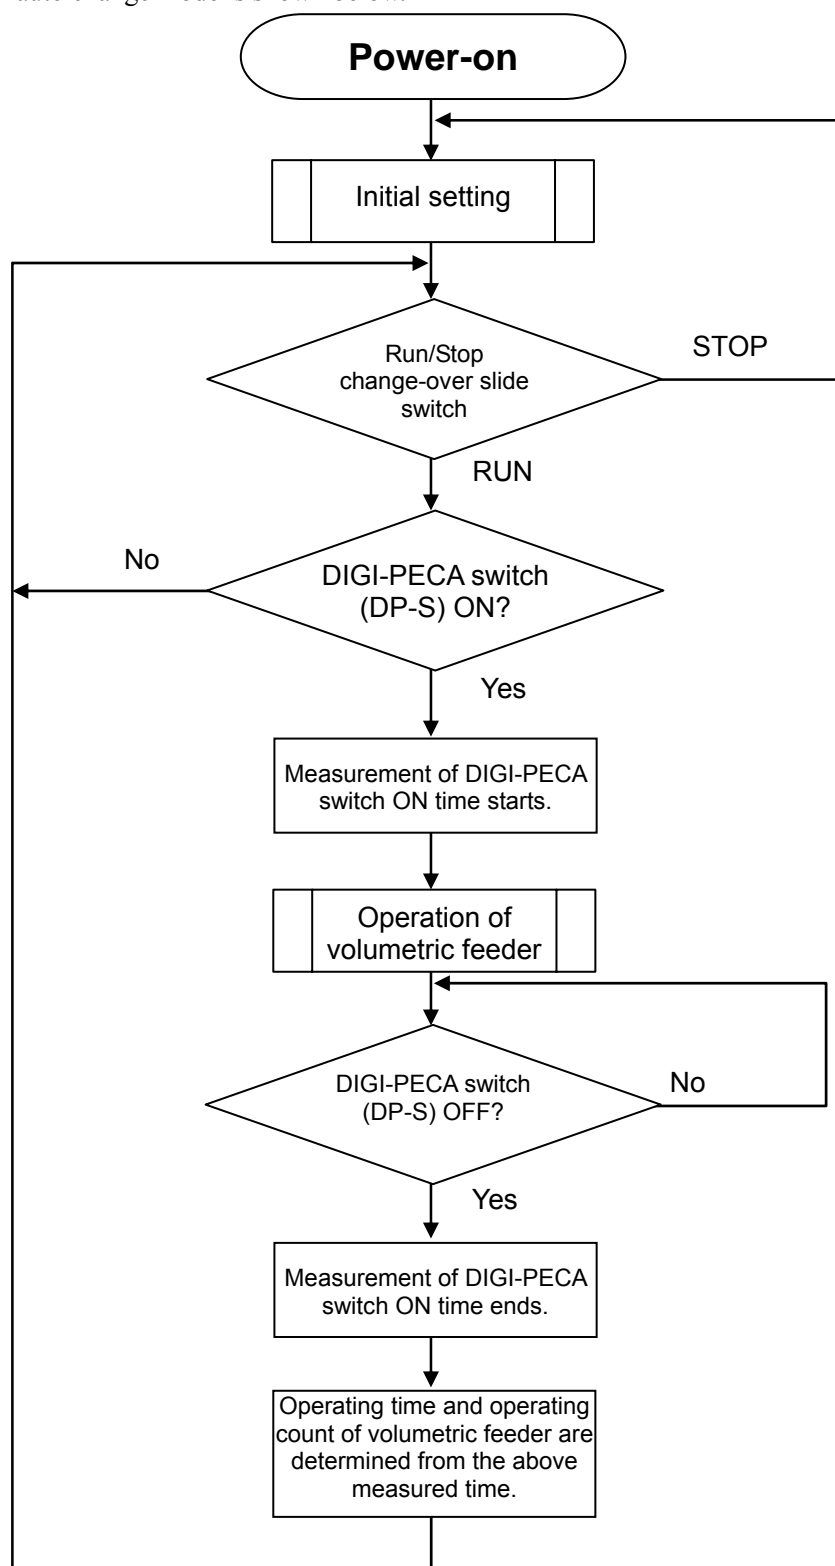 Power-on
Initial setting
Run/Stop
change-over slide
switch
STOP
RUN
No
DIGI-PECA switch
(DP-S) ON?
Yes
Measurement of DIGI-PECA
switch ON time starts.
Operation of
volumetric feeder
DIGI-PECA switch
(DP-S) OFF?
No
Yes
Measurement of DIGI-PECA
switch ON time ends.
Operating time and operating
count of volumetric feeder are
determined from the above
measured time.